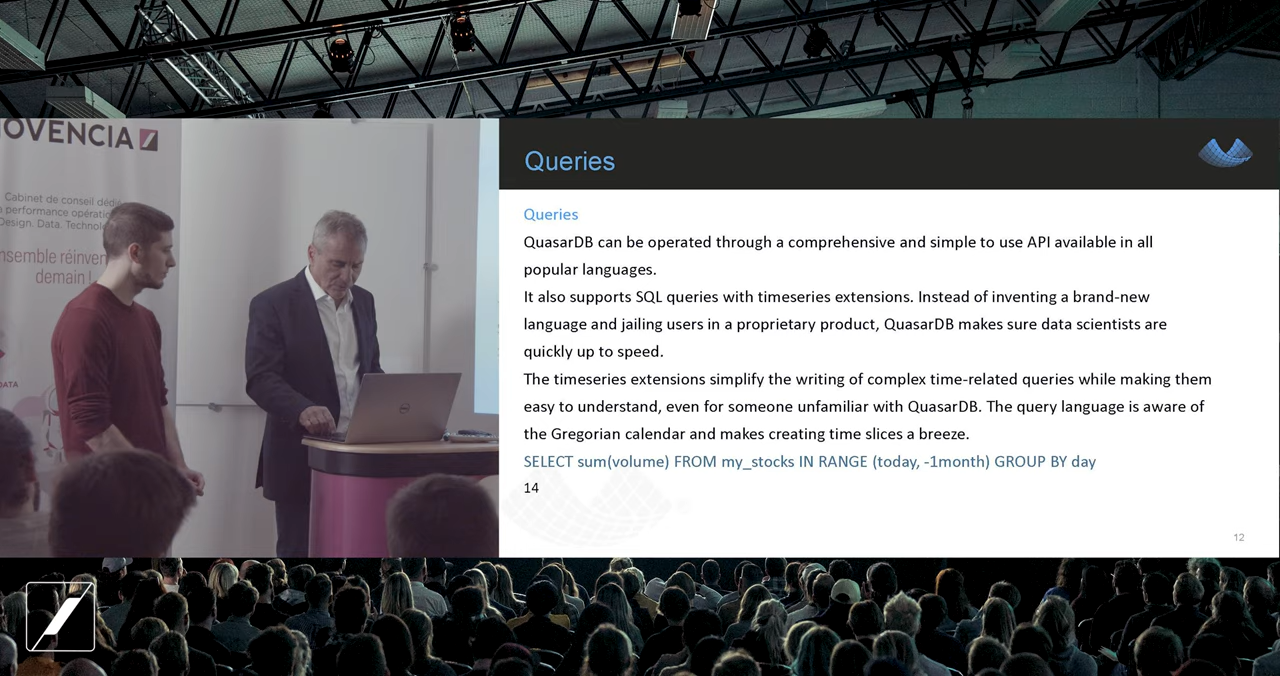 OVENCIA
Cabinet de conseil dédié
performance opératio
Design. Data. Technolo
nsemble réinven
demain !
DATA
DELL
Queries
Queries
QuasarDB can be operated through a comprehensive and simple to use API available in all
popular languages.
It also supports SQL queries with timeseries extensions. Instead of inventing a brand-new
language and jailing users in a proprietary product, QuasarDB makes sure data scientists are
quickly up to speed.
The timeseries extensions simplify the writing of complex time-related queries while making them
easy to understand, even for someone unfamiliar with QuasarDB. The query language is aware of
the Gregorian calendar and makes creating time slices a breeze.
SELECT sum(volume) FROM my_stocks IN RANGE (today, -1month) GROUP BY day
14
12